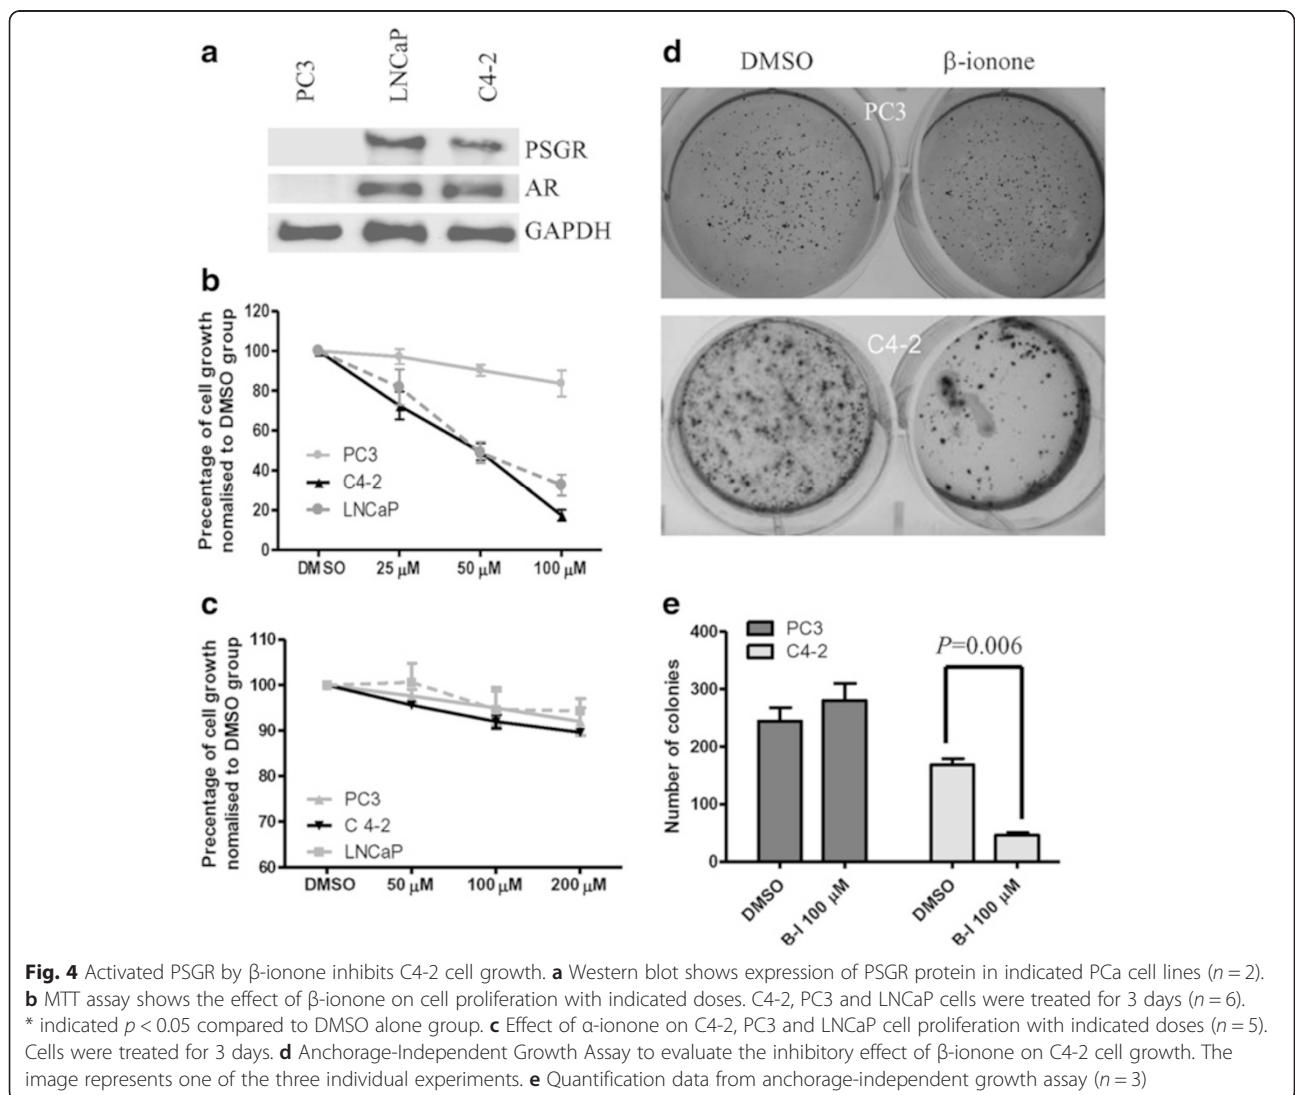 a
PC3
LNCaP
C4-2
PSGR
AR
GAPDH
b
Precentage of cell growth
nomalised to DMSO group
120
100
80
60
40
20
0
PC3
C4-2
LNCaP
DMSO
25 µM
50 µM
100 µM
c
Precentage of cell growth
nomalised to DMSO group
110
100
90
80
70
60
PC3
C 4-2
LNCaP
DMSO
50 µM
100 µM
200 µM
d
DMSO
β-ionone
PC3
C4-2
e
Number of colonies
400
300
200
100
0
PC3
C4-2
P=0.006
DMSO
B-I 100 µM
DMSO
B-I 100 µM
Fig. 4 Activated PSGR by β-ionone inhibits C4-2 cell growth. a Western blot shows expression of PSGR protein in indicated PCa cell lines (n = 2).
b MTT assay shows the effect of β-ionone on cell proliferation with indicated doses. C4-2, PC3 and LNCaP cells were treated for 3 days (n = 6).
* indicated p < 0.05 compared to DMSO alone group. c Effect of α-ionone on C4-2, PC3 and LNCaP cell proliferation with indicated doses (n = 5).
Cells were treated for 3 days. d Anchorage-Independent Growth Assay to evaluate the inhibitory effect of β-ionone on C4-2 cell growth. The
image represents one of the three individual experiments. e Quantification data from anchorage-independent growth assay (n = 3)